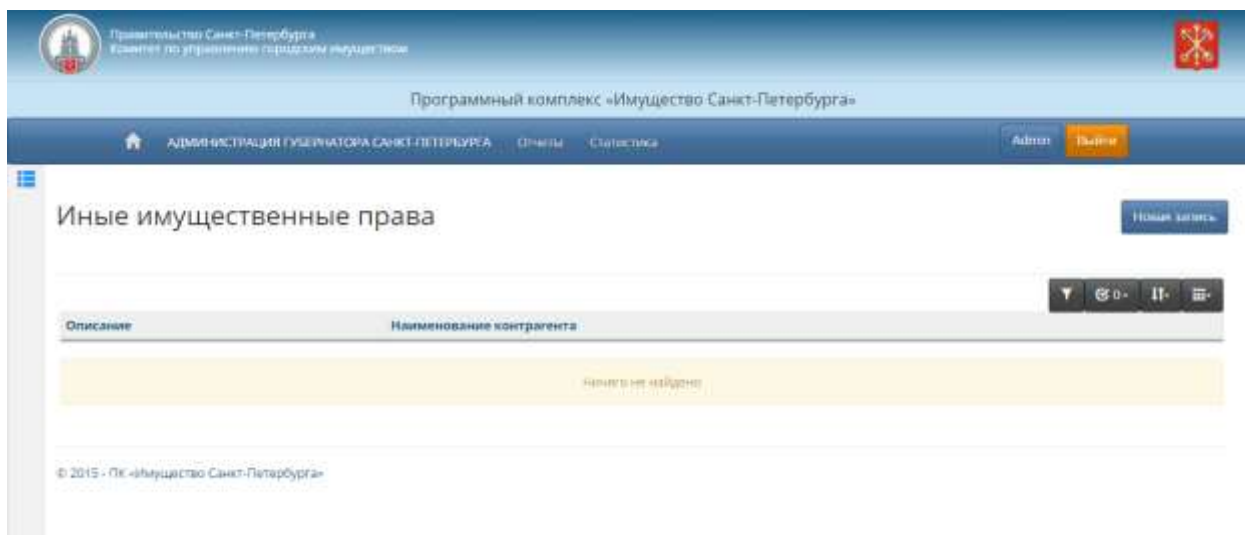 Правительство Санкт-Петербурга
Комитет по управлению городским имуществом
Программный комплекс «Имущество Санкт-Петербурга»
АДМИНИСТРАЦИЯ ГУБЕРНАТОРА САНКТ-ПЕТЕРБУРГА Отчеты Статистика Admin Выйти
Иные имущественные права
Новая запись
0
Описание Наименование контрагента
Ничего не найдено
© 2015 - ПК «Имущество Санкт-Петербурга»